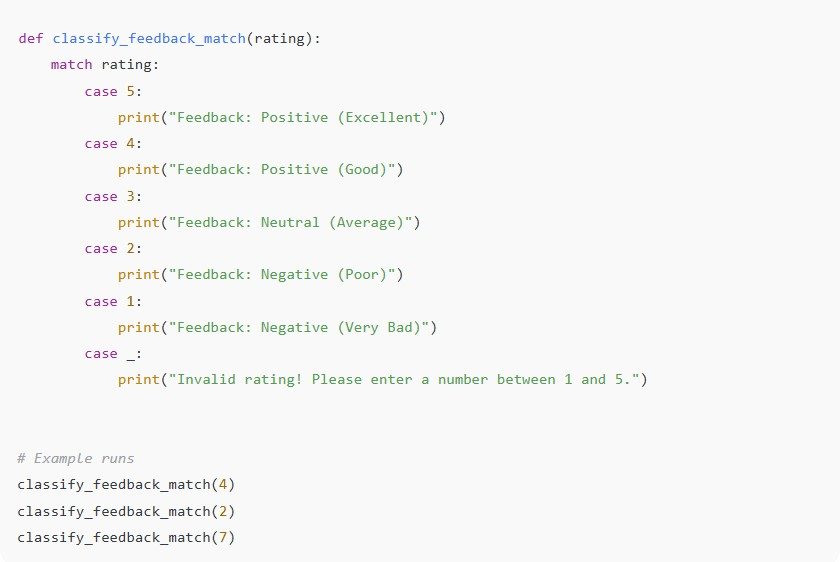 def classify_feedback_match(rating):
    match rating:
        case 5:
            print("Feedback: Positive (Excellent)")
        case 4:
            print("Feedback: Positive (Good)")
        case 3:
            print("Feedback: Neutral (Average)")
        case 2:
            print("Feedback: Negative (Poor)")
        case 1:
            print("Feedback: Negative (Very Bad)")
        case _:
            print("Invalid rating! Please enter a number between 1 and 5.")
# Example runs
classify_feedback_match(4)
classify_feedback_match(2)
classify_feedback_match(7)